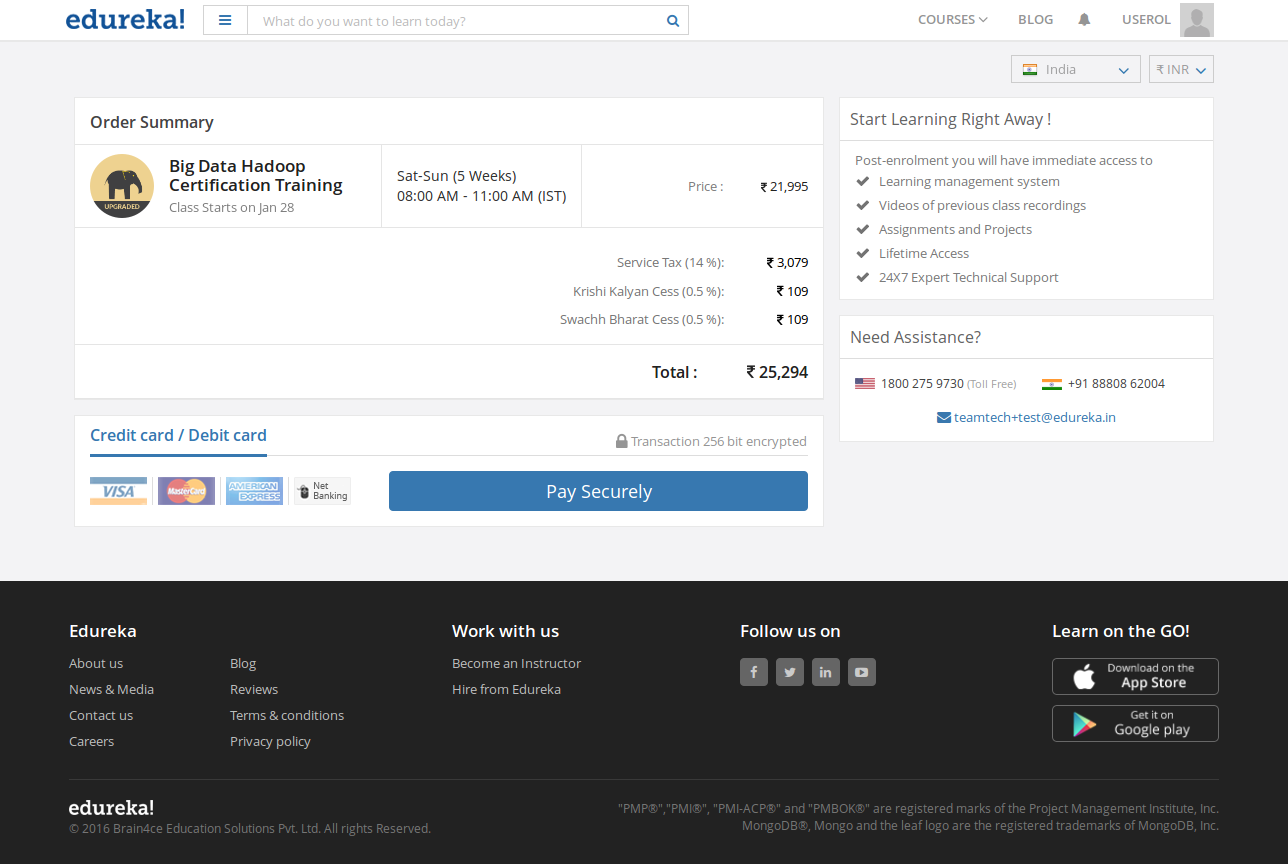 edureka!
What do you want to learn today?
COURSES
BLOG
USEROL
India
₹ INR
Order Summary
UPGRADED
Big Data Hadoop
Certification Training
Class Starts on Jan 28
Sat-Sun (5 Weeks)
08:00 AM - 11:00 AM (IST)
Price :
₹ 21,995
Service Tax (14 %):
₹ 3,079
Krishi Kalyan Cess (0.5 %):
₹ 109
Swachh Bharat Cess (0.5 %):
₹ 109
Total :
₹ 25,294
Credit card / Debit card
Transaction 256 bit encrypted
VISA
MasterCard
AMERICAN
EXPRESS
Net
Banking
Pay Securely
Start Learning Right Away !
Post-enrolment you will have immediate access to
Learning management system
Videos of previous class recordings
Assignments and Projects
Lifetime Access
24X7 Expert Technical Support
Need Assistance?
1800 275 9730 (Toll Free)
+91 88808 62004
teamtech+test@edureka.in
Edureka
About us
News & Media
Contact us
Careers
Blog
Reviews
Terms & conditions
Privacy policy
Work with us
Become an Instructor
Hire from Edureka
Follow us on
Learn on the GO!
Download on the
App Store
Get it on
Google play
edureka!
© 2016 Brain4ce Education Solutions Pvt. Ltd. All rights Reserved.
"PMP®","PMI®", "PMI-ACP®" and "PMBOK®" are registered marks of the Project Management Institute, Inc.
MongoDB®, Mongo and the leaf logo are the registered trademarks of MongoDB, Inc.